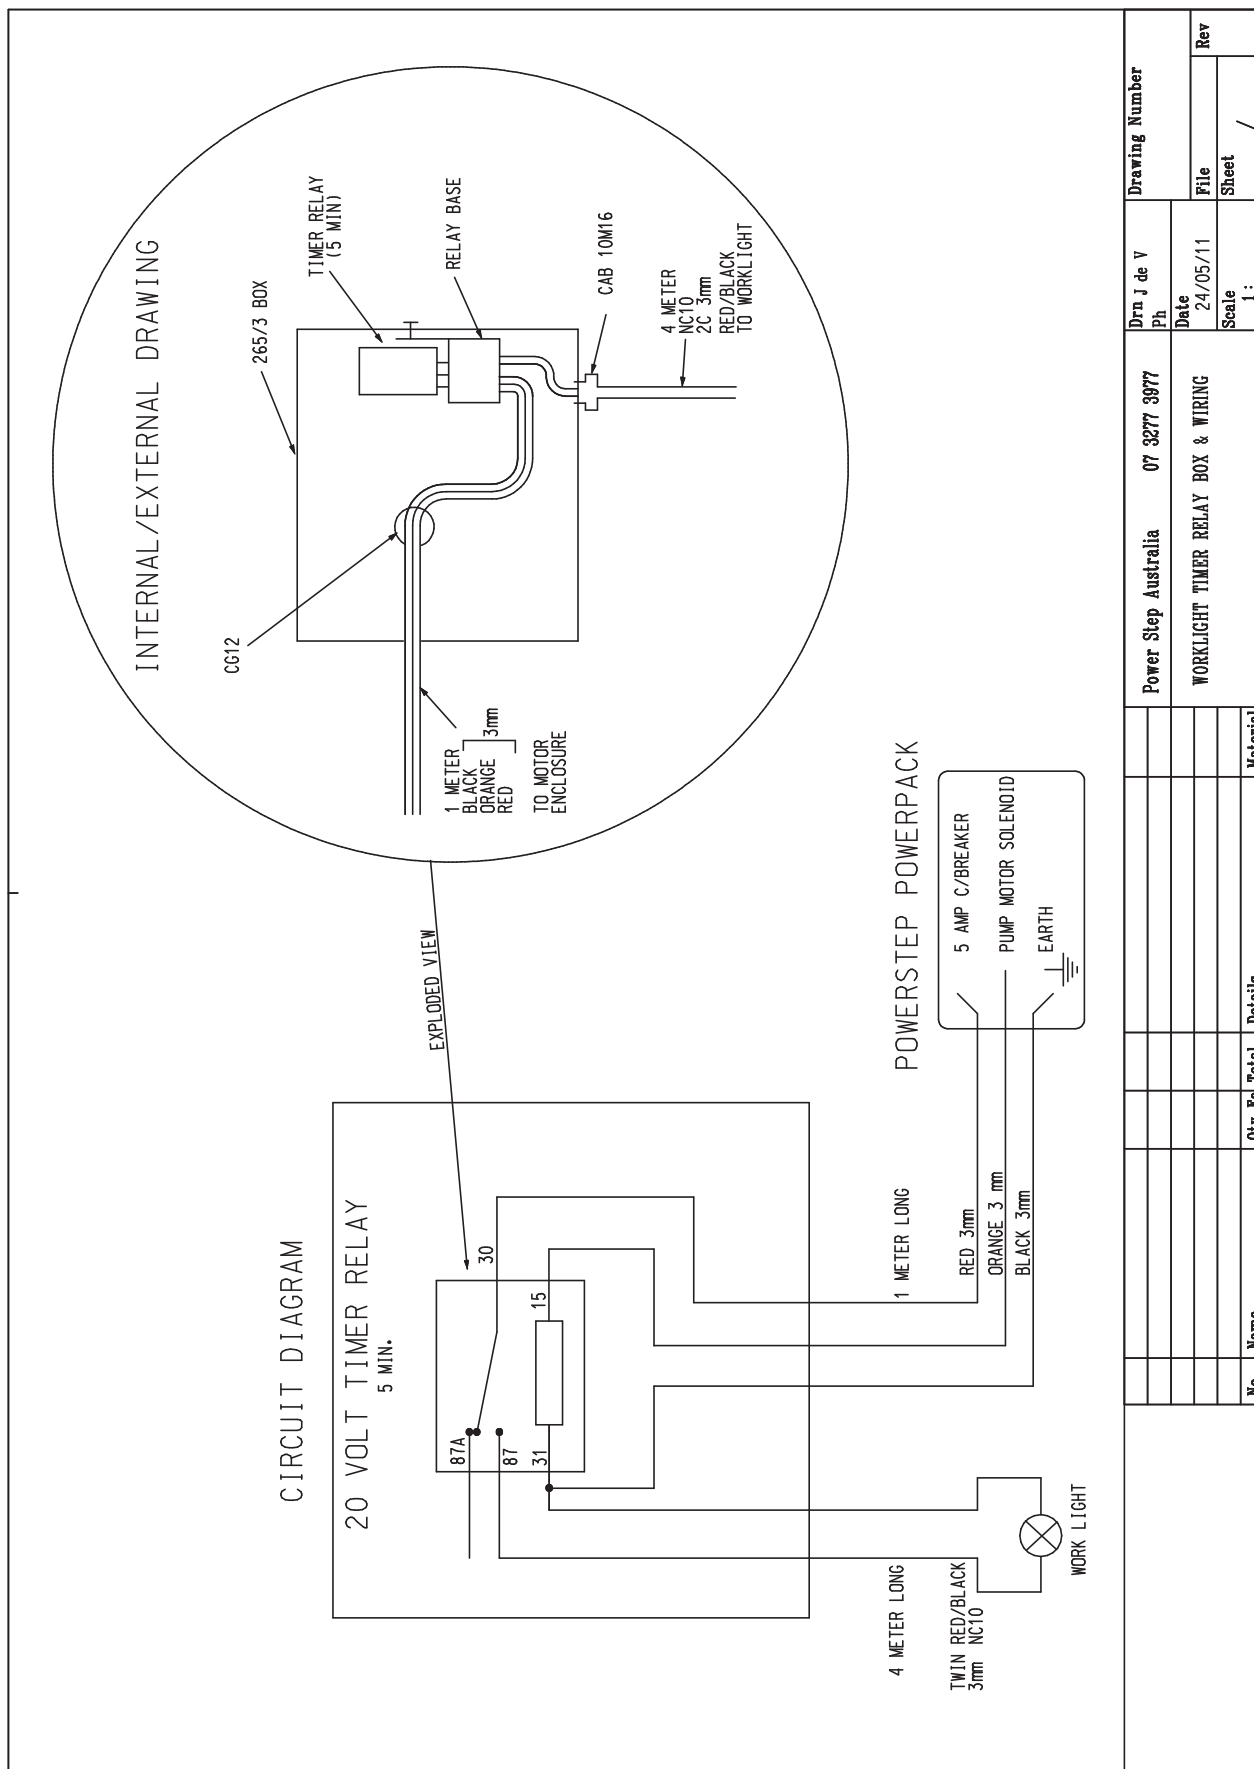 INTERNAL/EXTERNAL DRAWING
265/3 BOX
TIMER RELAY
(5 MIN)
RELAY BASE
CG12
CAB 10M16
4 METER
NC10
2C 3mm
RED/BLACK
TO WORKLIGHT
1 METER
BLACK
ORANGE
RED
3mm
TO MOTOR
ENCLOSURE
EXPLODED VIEW
CIRCUIT DIAGRAM
20 VOLT TIMER RELAY
5 MIN.
87A
30
87
15
31
POWERSTEP POWERPACK
5 AMP C/BREAKER
PUMP MOTOR SOLENOID
EARTH
1 METER LONG
RED 3mm
ORANGE 3 mm
BLACK 3mm
4 METER LONG
TWIN RED/BLACK
3mm NC10
WORK LIGHT
Power Step Australia 07 3277 3977
WORKLIGHT TIMER RELAY BOX & WIRING
Drn J de V
Ph
Date
24/05/11
Scale
1:
Drawing Number
File
Rev
Sheet
/
No Name Qty Total Details Material